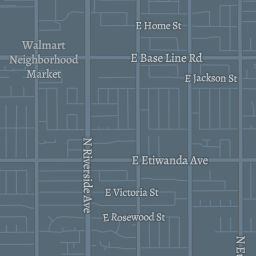 E Home St
Walmart
Neighborhood
Market
E Base Line Rd
E Jackson St
N Riverside Ave
E Etiwanda Ave
E Victoria St
E Rosewood St